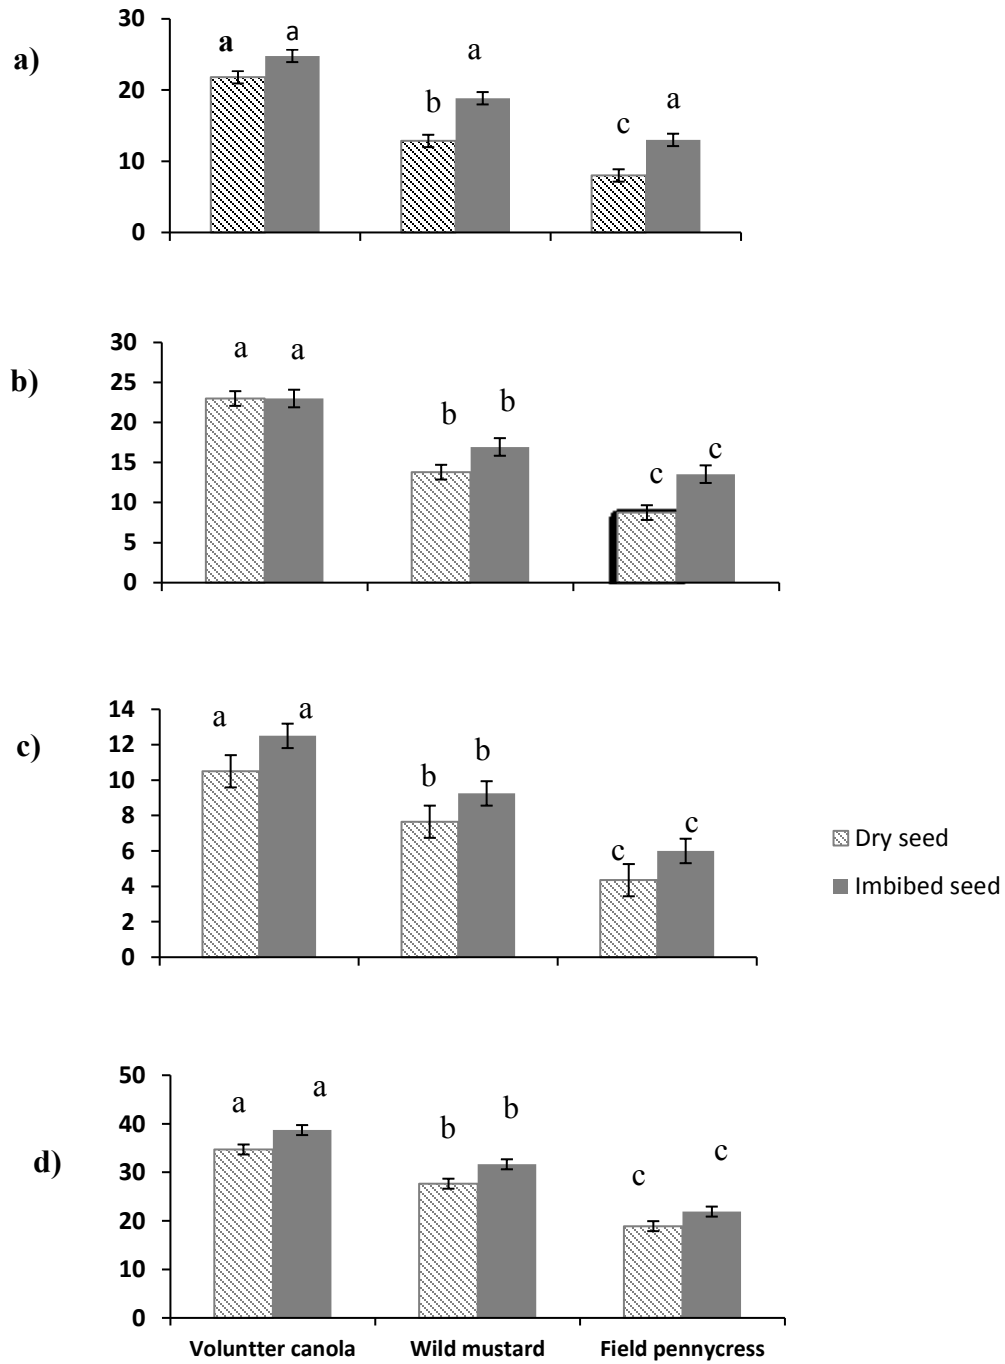 a)
30
20
10
0
a a
b a
c a
b)
30
25
20
15
10
5
0
a a
b b
c c
c)
14
12
10
8
6
4
2
0
a a
b b
c c
Dry seed
Imbibed seed
d)
50
40
30
20
10
0
a a
b b
c c
Voluntter canola Wild mustard Field pennycress